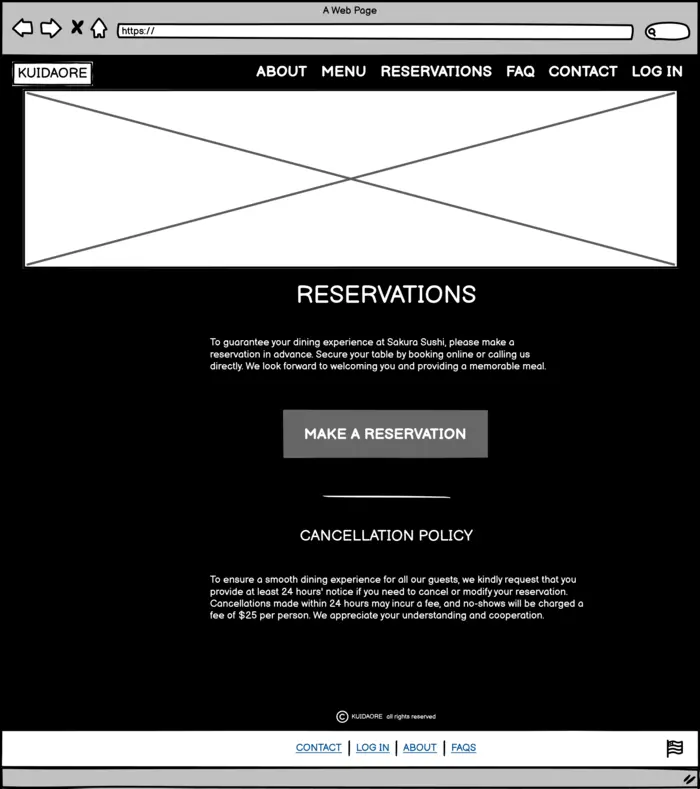 A Web Page
https://
KUIDAORE
ABOUT MENU RESERVATIONS FAQ CONTACT LOG IN
RESERVATIONS
To guarantee your dining experience at Sakura Sushi, please make a
reservation in advance. Secure your table by booking online or calling us
directly. We look forward to welcoming you and providing a memorable meal.
MAKE A RESERVATION
CANCELLATION POLICY
To ensure a smooth dining experience for all our guests, we kindly request that you
provide at least 24 hours' notice if you need to cancel or modify your reservation.
Cancellations made within 24 hours may incur a fee, and no-shows will be charged a
fee of $25 per person. We appreciate your understanding and cooperation.
© KUIDAORE all rights reserved
CONTACT | LOG IN | ABOUT | FAQS